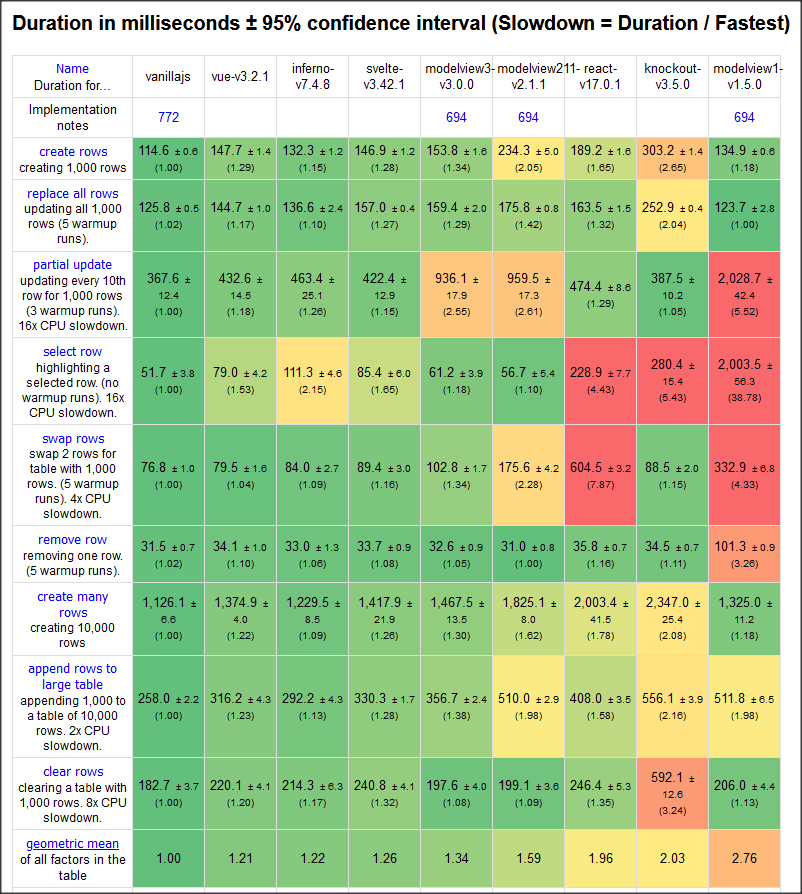 Duration in milliseconds ± 95% confidence interval (Slowdown = Duration / Fastest)
Name
Duration for...
vanillajs
vue-v3.2.1
inferno-
v7.4.8
svelte-
v3.42.1
modelview3-
v3.0.0
modelview211-
v2.1.1
react-
v17.0.1
knockout-
v3.5.0
modelview1-
v1.5.0
Implementation
notes
772
694
694
694
create rows
creating 1,000 rows
114.6 ± 0.6
(1.00)
147.7 ± 1.4
(1.29)
132.3 ± 1.2
(1.15)
146.9 ± 1.2
(1.28)
153.8 ± 1.6
(1.34)
234.3 ± 5.0
(2.05)
189.2 ± 1.6
(1.65)
303.2 ± 1.4
(2.65)
134.9 ± 0.6
(1.18)
replace all rows
updating all 1,000
rows (5 warmup
runs).
125.8 ± 0.5
(1.02)
144.7 ± 1.0
(1.17)
136.6 ± 2.4
(1.10)
157.0 ± 0.4
(1.27)
159.4 ± 2.0
(1.29)
175.8 ± 0.8
(1.42)
163.5 ± 1.5
(1.32)
252.9 ± 0.4
(2.04)
123.7 ± 2.8
(1.00)
partial update
updating every 10th
row for 1,000 rows
(3 warmup runs).
16x CPU slowdown.
367.6 ±
12.4
(1.00)
432.6 ±
14.5
(1.18)
463.4 ±
25.1
(1.26)
422.4 ±
12.9
(1.15)
936.1 ±
17.9
(2.55)
959.5 ±
17.3
(2.61)
474.4 ± 8.6
(1.29)
387.5 ±
10.2
(1.05)
2,028.7 ±
42.4
(5.52)
select row
highlighting a
selected row. (no
warmup runs). 16x
CPU slowdown.
51.7 ± 3.8
(1.00)
79.0 ± 4.2
(1.53)
111.3 ± 4.6
(2.15)
85.4 ± 6.0
(1.65)
61.2 ± 3.9
(1.18)
56.7 ± 5.4
(1.10)
228.9 ± 7.7
(4.43)
280.4 ±
15.4
(5.43)
2,003.5 ±
56.3
(38.78)
swap rows
swap 2 rows for
table with 1,000
rows. (5 warmup
runs). 4x CPU
slowdown.
76.8 ± 1.0
(1.00)
79.5 ± 1.6
(1.04)
84.0 ± 2.7
(1.09)
89.4 ± 3.0
(1.16)
102.8 ± 1.7
(1.34)
175.6 ± 4.2
(2.28)
604.5 ± 3.2
(7.87)
88.5 ± 2.0
(1.15)
332.9 ± 6.8
(4.33)
remove row
removing one row.
(5 warmup runs).
31.5 ± 0.7
(1.02)
34.1 ± 1.0
(1.10)
33.0 ± 1.3
(1.06)
33.7 ± 0.9
(1.08)
32.6 ± 0.9
(1.05)
31.0 ± 0.8
(1.00)
35.8 ± 0.7
(1.16)
34.5 ± 0.7
(1.11)
101.3 ± 0.9
(3.26)
create many
rows
creating 10,000
rows
1,126.1 ±
6.6
(1.00)
1,374.9 ±
4.0
(1.22)
1,229.5 ±
8.5
(1.09)
1,417.9 ±
21.9
(1.26)
1,467.5 ±
13.5
(1.30)
1,825.1 ±
8.0
(1.62)
2,003.4 ±
41.5
(1.78)
2,347.0 ±
25.4
(2.08)
1,325.0 ±
11.2
(1.18)
append rows to
large table
appending 1,000 to
a table of 10,000
rows. 2x CPU
slowdown.
258.0 ± 2.2
(1.00)
316.2 ± 4.3
(1.23)
292.2 ± 4.3
(1.13)
330.3 ± 1.7
(1.28)
356.7 ± 2.4
(1.38)
510.0 ± 2.9
(1.98)
408.0 ± 3.5
(1.58)
556.1 ± 3.9
(2.16)
511.8 ± 6.5
(1.98)
clear rows
clearing a table with
1,000 rows. 8x CPU
slowdown.
182.7 ± 3.7
(1.00)
220.1 ± 4.1
(1.20)
214.3 ± 6.3
(1.17)
240.8 ± 4.1
(1.32)
197.6 ± 4.0
(1.08)
199.1 ± 3.6
(1.09)
246.4 ± 5.3
(1.35)
592.1 ±
12.6
(3.24)
206.0 ± 4.4
(1.13)
geometric mean
of all factors in the
table
1.00
1.21
1.22
1.26
1.34
1.59
1.96
2.03
2.76